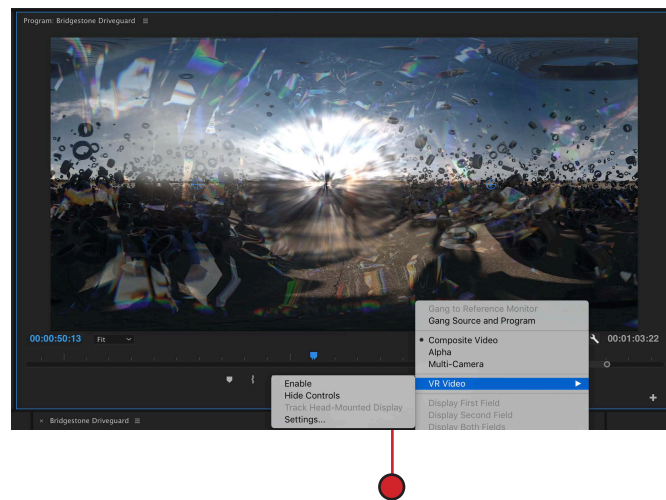 Program: Bridgestone Driveguard
00:00:50:13 Fit 00:01:03:22
Gang to Reference Monitor
Gang Source and Program
Composite Video
Alpha
Multi-Camera
VR Video
Display First Field
Display Second Field
Display Both Fields
Enable
Hide Controls
Track Head-Mounted Display
Settings...
× Bridgestone Driveguard